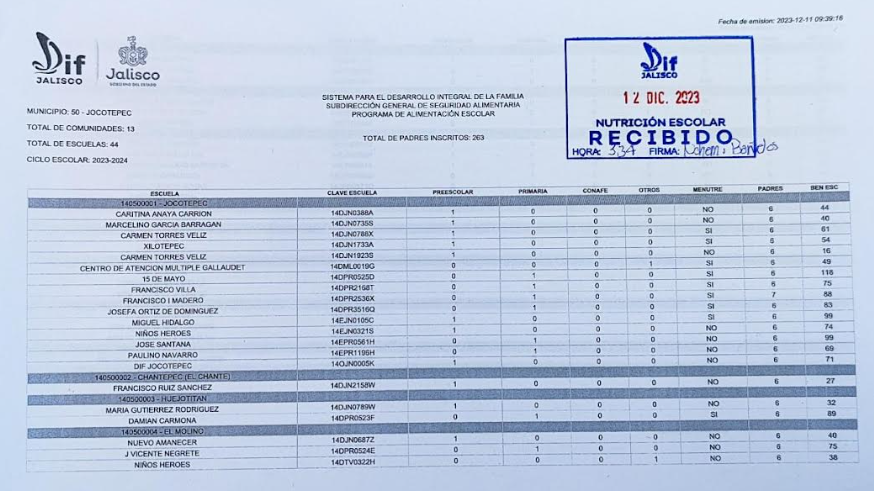 Fecha de emision: 2023-12-11 09:39:16
Dif
JALISCO
Jalisco
GOBIERNO DEL ESTADO
Dif
JALISCO
12 DIC. 2023
NUTRICIÓN ESCOLAR
RECIBIDO
HORA: 334 FIRMA:
SISTEMA PARA EL DESARROLLO INTEGRAL DE LA FAMILIA
SUBDIRECCIÓN GENERAL DE SEGURIDAD ALIMENTARIA
PROGRAMA DE ALIMENTACIÓN ESCOLAR
MUNICIPIO: 50 - JOCOTEPEC
TOTAL DE COMUNIDADES: 13
TOTAL DE ESCUELAS: 44
TOTAL DE PADRES INSCRITOS: 263
CICLO ESCOLAR: 2023-2024
ESCUELA CLAVE ESCUELA PREESCOLAR PRIMARIA CONAFE OTROS MENUTRE PADRES BEN ESC
140500001 - JOCOTEPEC
CARITINA ANAYA CARRION 14DJN0388A 1 0 0 0 NO 6 44
MARCELINO GARCIA BARRAGAN 14DJN0735S 1 0 0 0 NO 6 40
CARMEN TORRES VELIZ 14DJN0788X 1 0 0 0 SI 6 61
XILOTEPEC 14DJN1733A 1 0 0 0 SI 6 54
CARMEN TORRES VELIZ 14DJN1923S 1 0 0 0 NO 6 16
CENTRO DE ATENCION MULTIPLE GALLAUDET 14DML0019G 0 0 0 1 SI 6 49
15 DE MAYO 14DPR0525D 0 1 0 0 SI 6 118
FRANCISCO VILLA 14DPR2168T 0 1 0 0 SI 6 75
FRANCISCO I MADERO 14DPR2536X 0 1 0 0 SI 7 88
JOSEFA ORTIZ DE DOMINGUEZ 14DPR3516Q 0 1 0 0 SI 6 83
MIGUEL HIDALGO 14EJN0105C 1 0 0 0 SI 6 99
NIÑOS HEROES 14EJN0321S 1 0 0 0 NO 6 74
JOSE SANTANA 14EPR0561H 0 1 0 0 NO 6 99
PAULINO NAVARRO 14EPR1195H 0 1 0 0 NO 6 69
DIF JOCOTEPEC 14OJN0005K 1 0 0 0 NO 6 71
140500002 - CHANTEPEC (EL CHANTE)
FRANCISCO RUIZ SANCHEZ 14DJN2158W 1 0 0 0 NO 6 27
140500003 - HUEJOTITAN
MARIA GUTIERREZ RODRIGUEZ 14DJN0789W 1 0 0 0 NO 6 32
DAMIAN CARMONA 14DPR0523F 0 1 0 0 SI 6 89
140500004 - EL MOLINO
NUEVO AMANECER 14DJN0687Z 1 0 0 0 NO 6 40
J VICENTE NEGRETE 14DPR0524E 0 1 0 0 NO 6 75
NIÑOS HEROES 14DTV0322H 0 0 0 1 NO 6 38